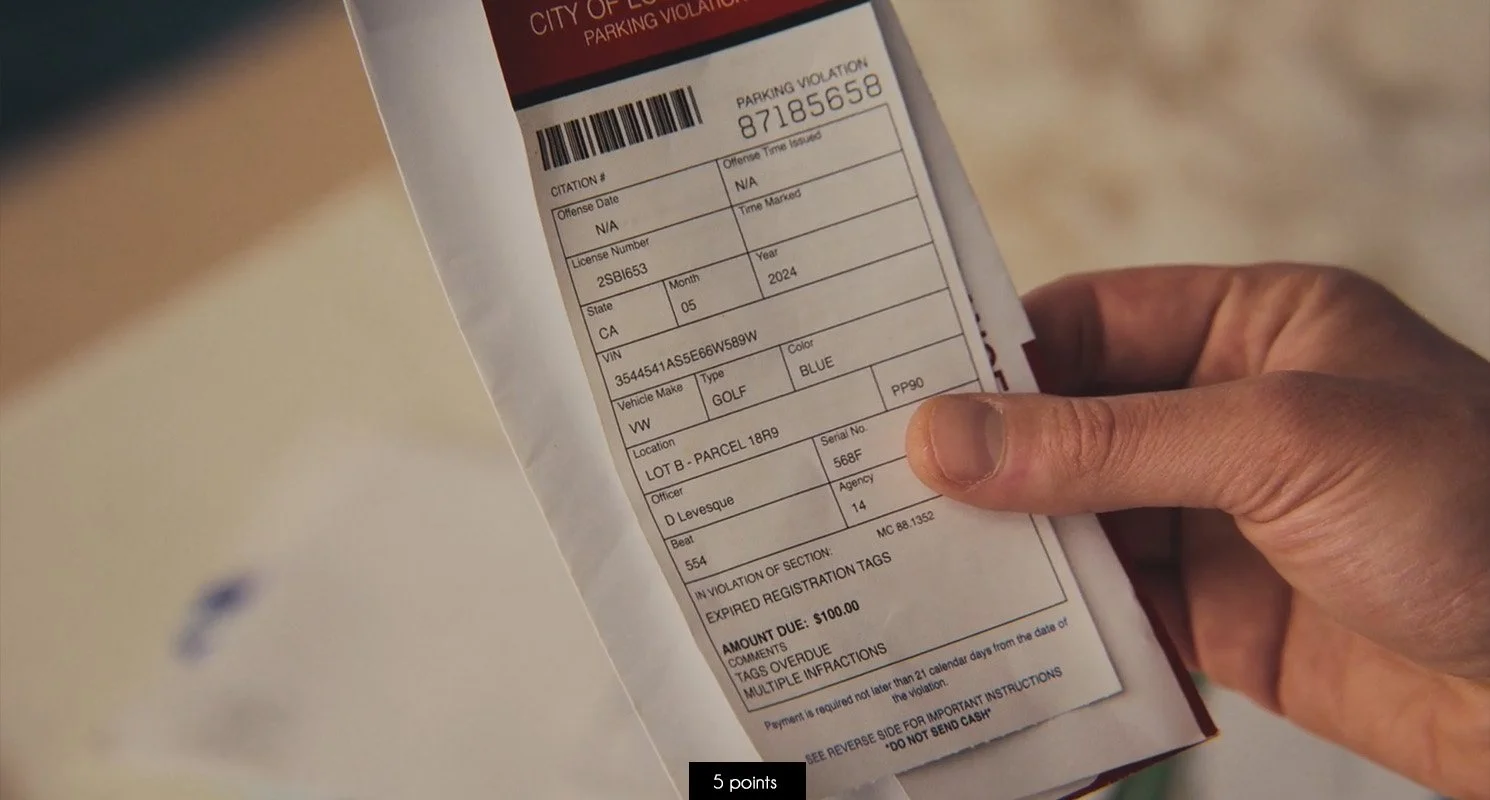 CITY OF
PARKING VIOLATION
PARKING VIOLATION
87185658
CITATION #
Offense Date
Offense Time Issued
N/A
N/A
License Number
Time Marked
2SBI653
State
Month
Year
CA
05
2024
VIN
3544541AS5E66W589W
Vehicle Make
Type
Color
VW
GOLF
BLUE
Location
LOT B - PARCEL 18R9
PP90
Officer
Serial No.
D Levesque
568F
Beat
Agency
554
14
IN VIOLATION OF SECTION: MC 88.1352
EXPIRED REGISTRATION TAGS
AMOUNT DUE: $100.00
COMMENTS
TAGS OVERDUE
MULTIPLE INFRACTIONS
Payment is required not later than 21 calendar days from the date of
the violation.
SEE REVERSE SIDE FOR IMPORTANT INSTRUCTIONS
*DO NOT SEND CASH*
5 points